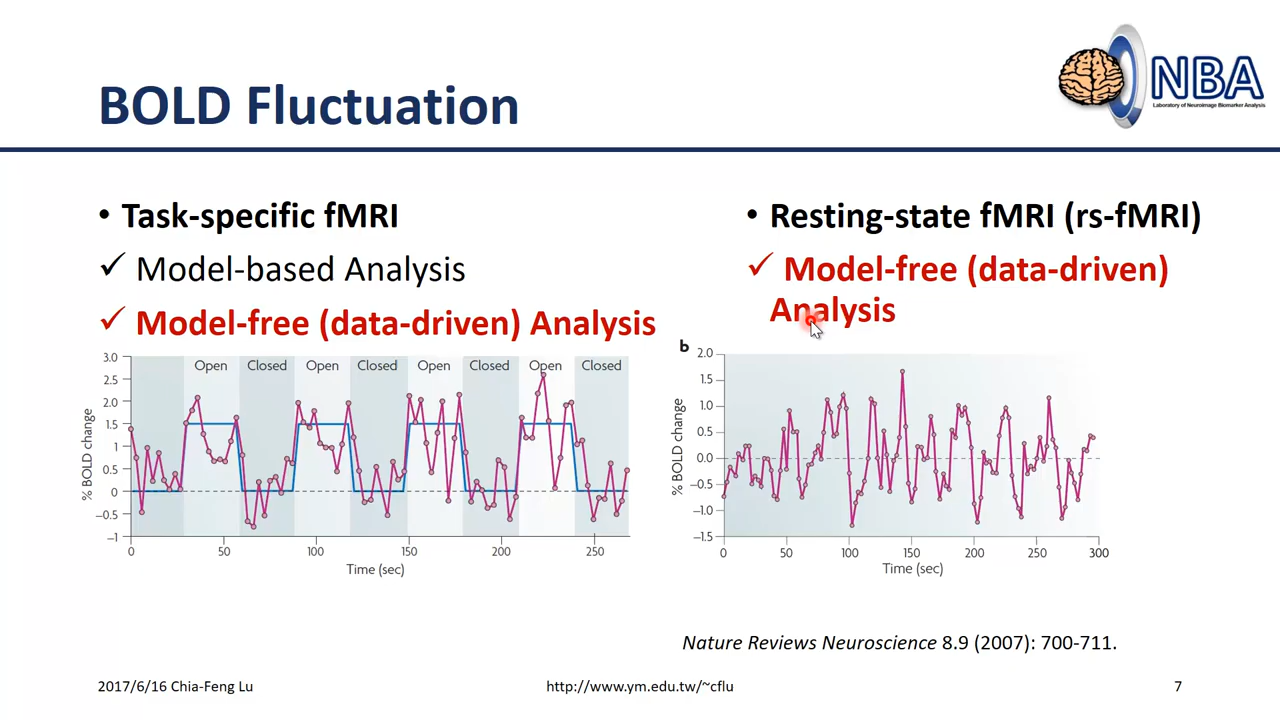 BOLD Fluctuation
NBA
Laboratory of Neuroimage Biomarker Analysis
• Task-specific fMRI
✓ Model-based Analysis
✓ Model-free (data-driven) Analysis
3.0
2.5
2.0
1.5
1
0.5
0
−0.5
−1
% BOLD change
Open Closed Open Closed Open Closed Open Closed
0 50 100 150 200 250
Time (sec)
• Resting-state fMRI (rs-fMRI)
✓ Model-free (data-driven)
Analysis
b
2.0
1.5
1.0
0.5
0.0
−0.5
−1.0
−1.5
% BOLD change
0 50 100 150 200 250 300
Time (sec)
Nature Reviews Neuroscience 8.9 (2007): 700-711.
2017/6/16 Chia-Feng Lu
http://www.ym.edu.tw/~cflu
7